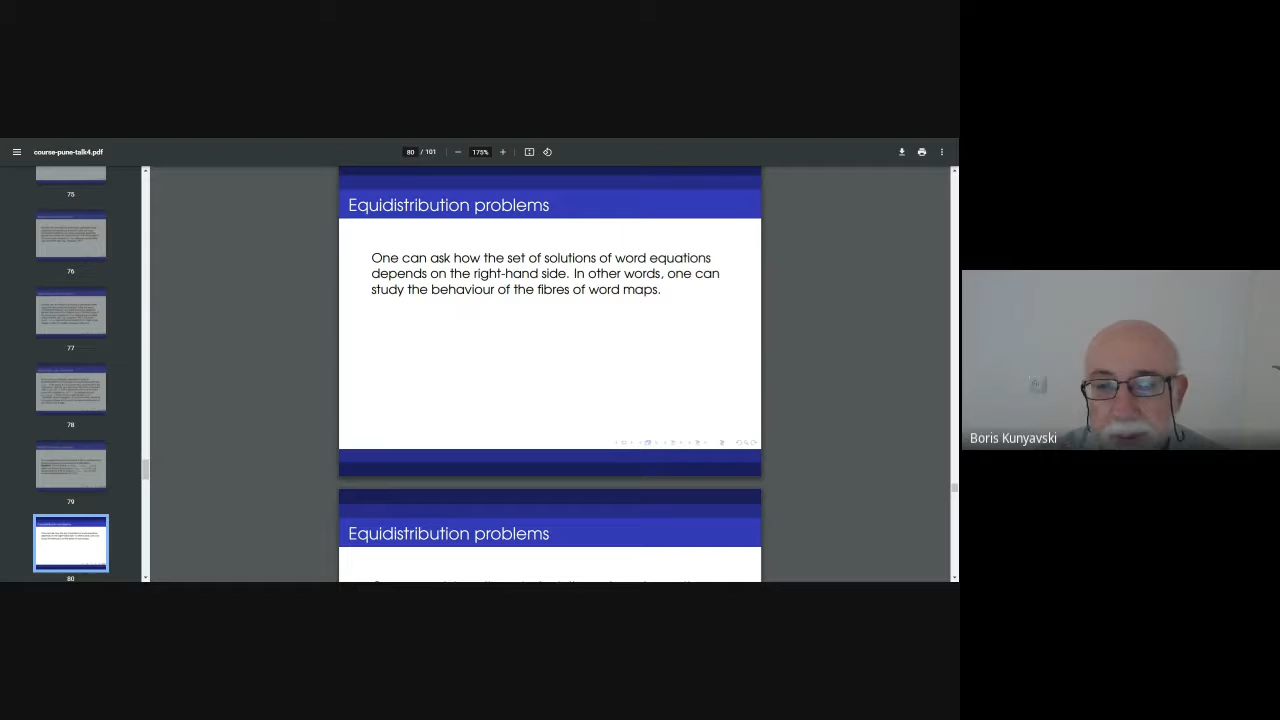 course-pune-talk4.pdf
80 / 101
175%
75
76
77
78
79
80
Equidistribution problems
One can ask how the set of solutions of word equations
depends on the right-hand side. In other words, one can
study the behaviour of the fibres of word maps.
Equidistribution problems
Boris Kunyavski